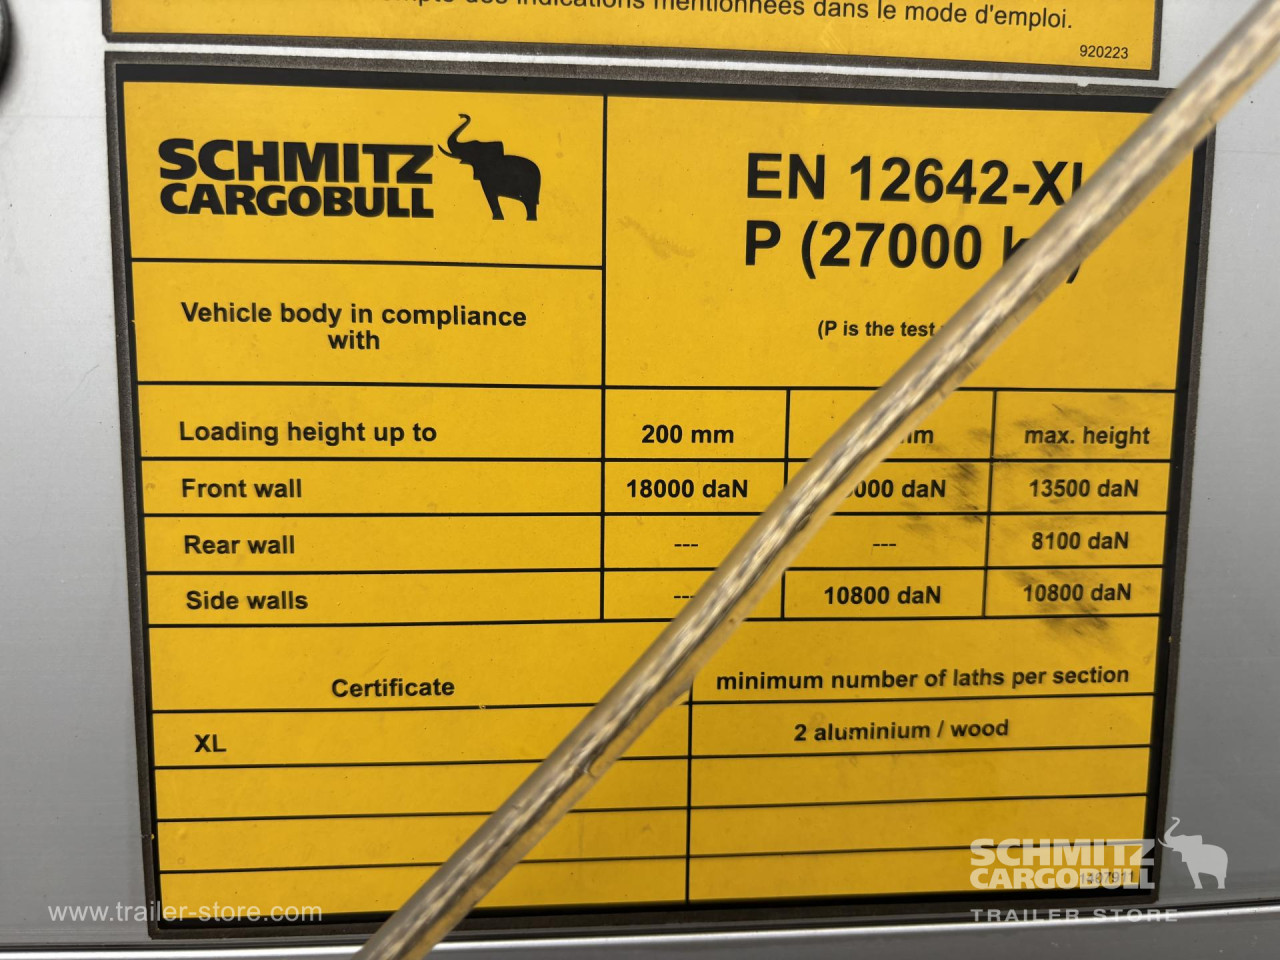 des indications mentionnées dans le mode d'emploi.
920223
SCHMITZ
CARGOBULL
EN 12642-XL
P (27000
(P is the test
Vehicle body in compliance
with
Loading height up to 200 mm mm max. height
Front wall 18000 daN 000 daN 13500 daN
Rear wall --- --- 8100 daN
Side walls --- 10800 daN 10800 daN
Certificate minimum number of laths per section
XL 2 aluminium / wood
SCHMITZ
CARGOBULL
TRAILER STORE
www.trailer-store.com